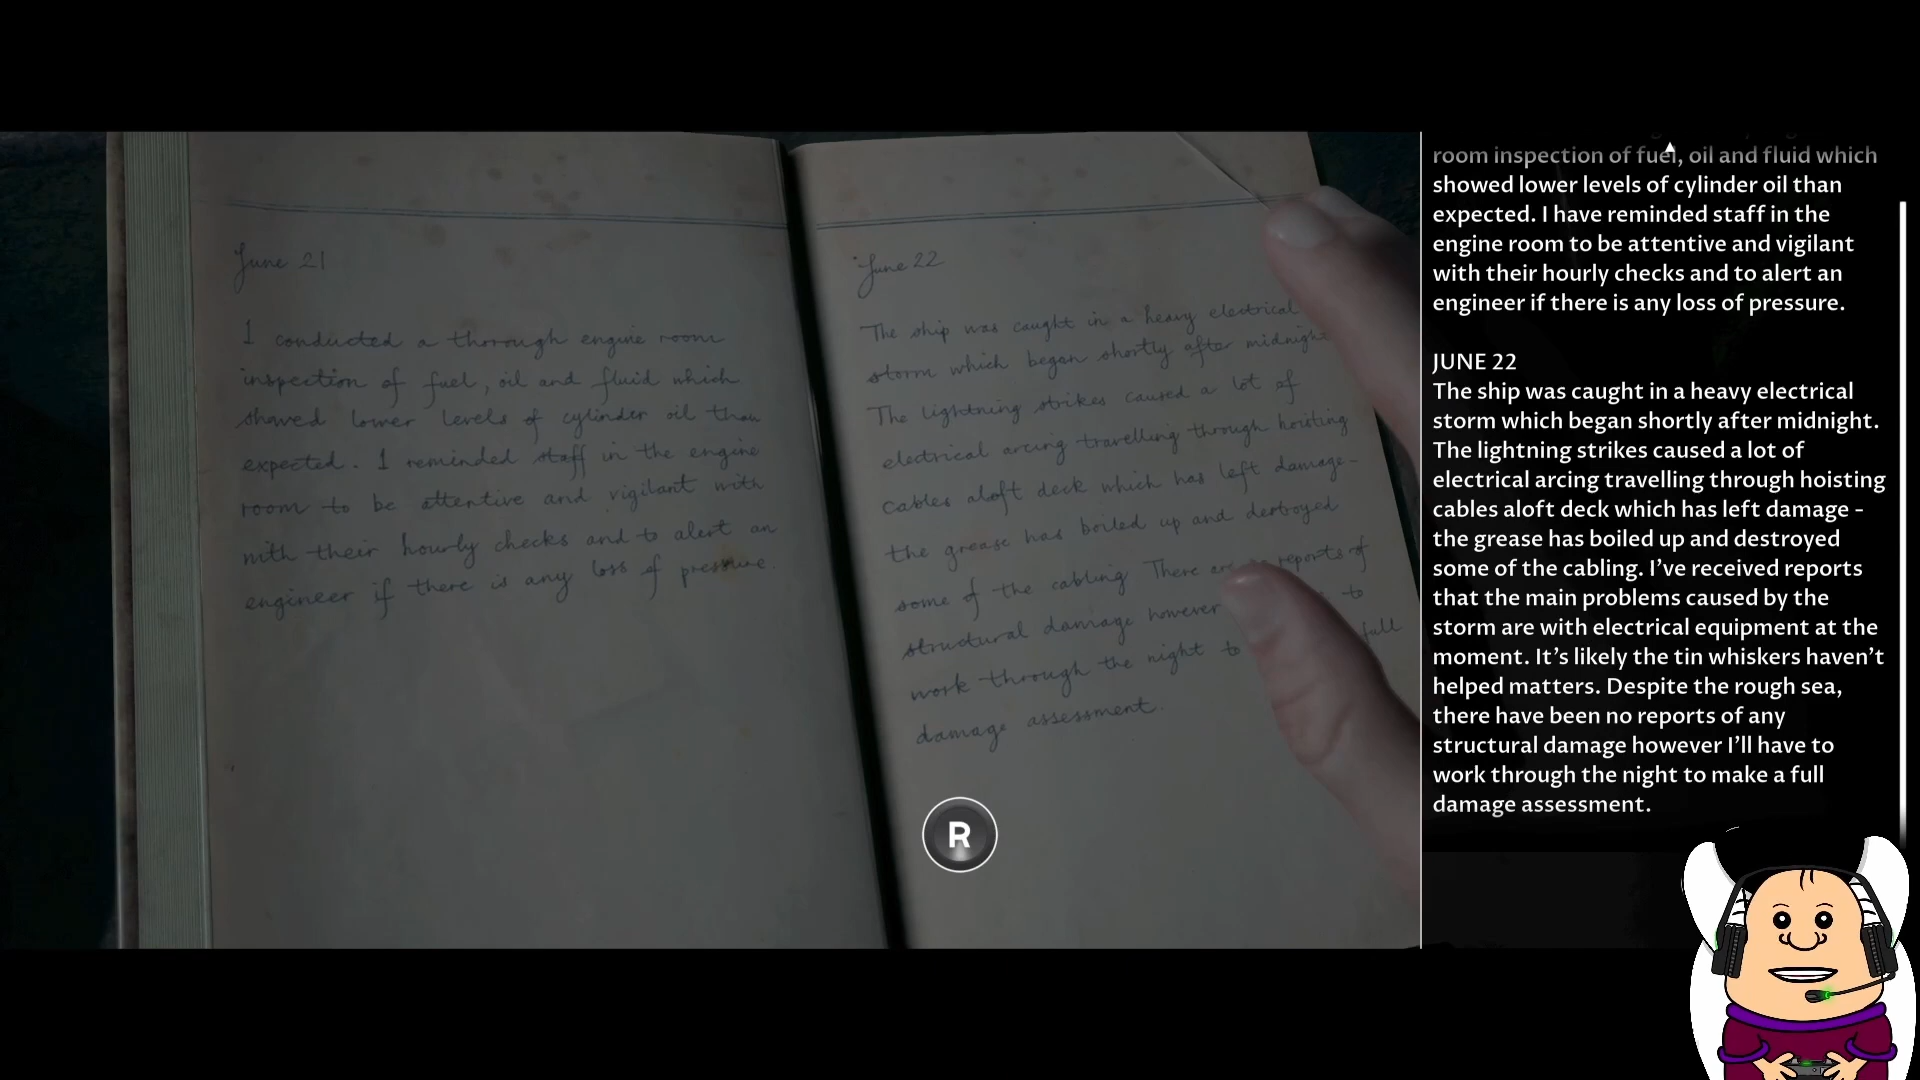 June 21
I conducted a thorough engine room
inspection of fuel, oil and fluid which
showed lower levels of cylinder oil than
expected. I reminded staff in the engine
room to be attentive and vigilant with
with their hourly checks and to alert an
engineer if there is any loss of pressure.
June 22
The ship was caught in a heavy electrical
storm which began shortly after midnight
The lightning strikes caused a lot of
electrical arcing travelling through hoisting
cables aloft deck which has left damage-
the grease has boiled up and destroyed
some of the cabling There are reports of
structural damage however to
work through the night to full
damage assessment.
R
room inspection of fuel, oil and fluid which
showed lower levels of cylinder oil than
expected. I have reminded staff in the
engine room to be attentive and vigilant
with their hourly checks and to alert an
engineer if there is any loss of pressure.
JUNE 22
The ship was caught in a heavy electrical
storm which began shortly after midnight.
The lightning strikes caused a lot of
electrical arcing travelling through hoisting
cables aloft deck which has left damage -
the grease has boiled up and destroyed
some of the cabling. I've received reports
that the main problems caused by the
storm are with electrical equipment at the
moment. It's likely the tin whiskers haven't
helped matters. Despite the rough sea,
there have been no reports of any
structural damage however I'll have to
work through the night to make a full
damage assessment.